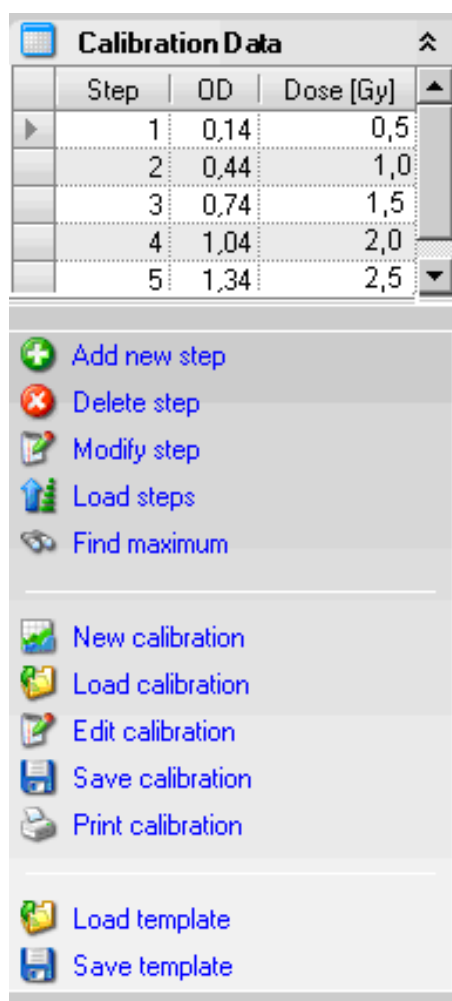 Calibration Data
Step OD Dose [Gy]
1 0,14 0,5
2 0,44 1,0
3 0,74 1,5
4 1,04 2,0
5 1,34 2,5
Add new step
Delete step
Modify step
Load steps
Find maximum
New calibration
Load calibration
Edit calibration
Save calibration
Print calibration
Load template
Save template